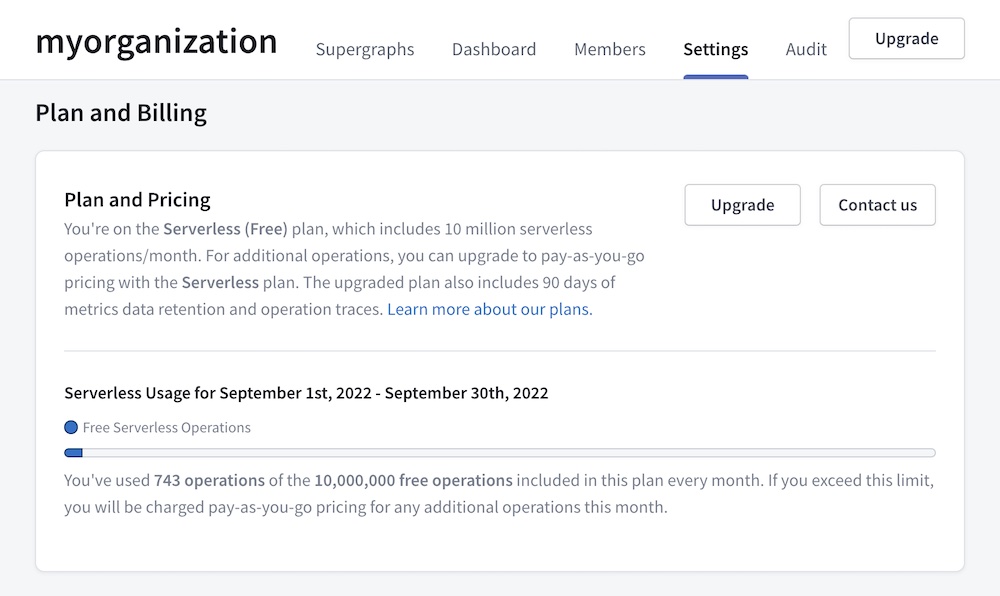 myorganization
Supergraphs
Dashboard
Members
Settings
Audit
Upgrade
Plan and Billing
Plan and Pricing
Upgrade
Contact us
You're on the Serverless (Free) plan, which includes 10 million serverless
operations/month. For additional operations, you can upgrade to pay-as-you-go
pricing with the Serverless plan. The upgraded plan also includes 90 days of
metrics data retention and operation traces. Learn more about our plans.
Serverless Usage for September 1st, 2022 - September 30th, 2022
Free Serverless Operations
You've used 743 operations of the 10,000,000 free operations included in this plan every month. If you exceed this limit,
you will be charged pay-as-you-go pricing for any additional operations this month.